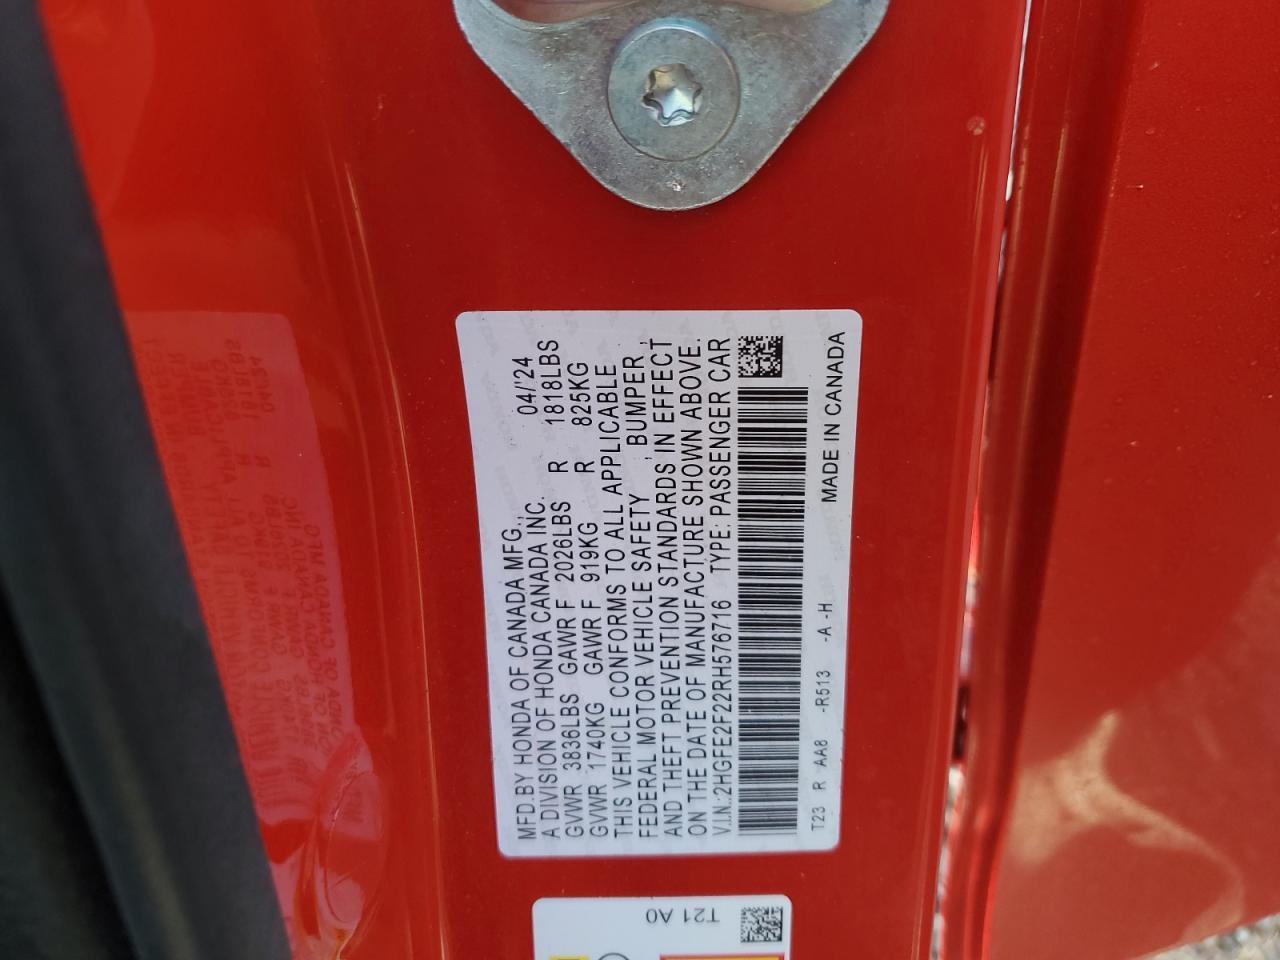 MFD.BY HONDA OF CANADA MFG., 04/'24
A DIVISION OF HONDA CANADA INC.
GVWR 3836LBS GAWR F 2026LBS R 1818LBS
GVWR 1740KG GAWR F 919KG R 825KG
THIS VEHICLE CONFORMS TO ALL APPLICABLE
FEDERAL MOTOR VEHICLE SAFETY , BUMPER ,
AND THEFT PREVENTION STANDARDS IN EFFECT
ON THE DATE OF MANUFACTURE SHOWN ABOVE.
V.I.N.:2HGFE2F22RH576716 TYPE: PASSENGER CAR
T23 R AA8 -R513 -A -H MADE IN CANADA
T21 A0